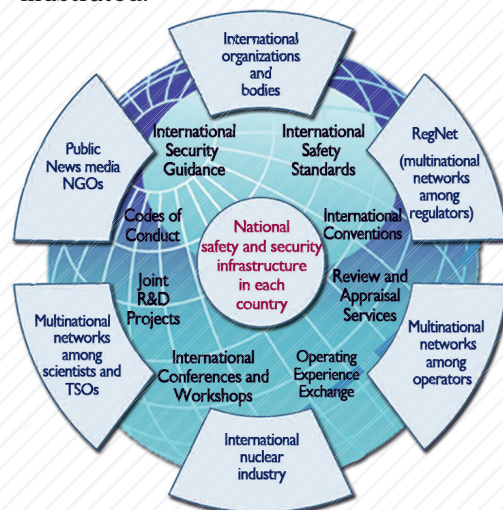 International
organizations
and
bodies
Public
News media
NGOs
International
Security
Guidance
International
Safety
Standards
RegNet
(multinational
networks
among
regulators)
Codes of
Conduct
National
safety and security
infrastructure
in each
country
International
Conventions
Joint
R&D
Projects
Review and
Appraisal
Services
Multinational
networks
among
scientists and
TSOs
International
Conferences and
Workshops
Operating
Experience
Exchange
Multinational
networks
among
operators
International
nuclear
industry